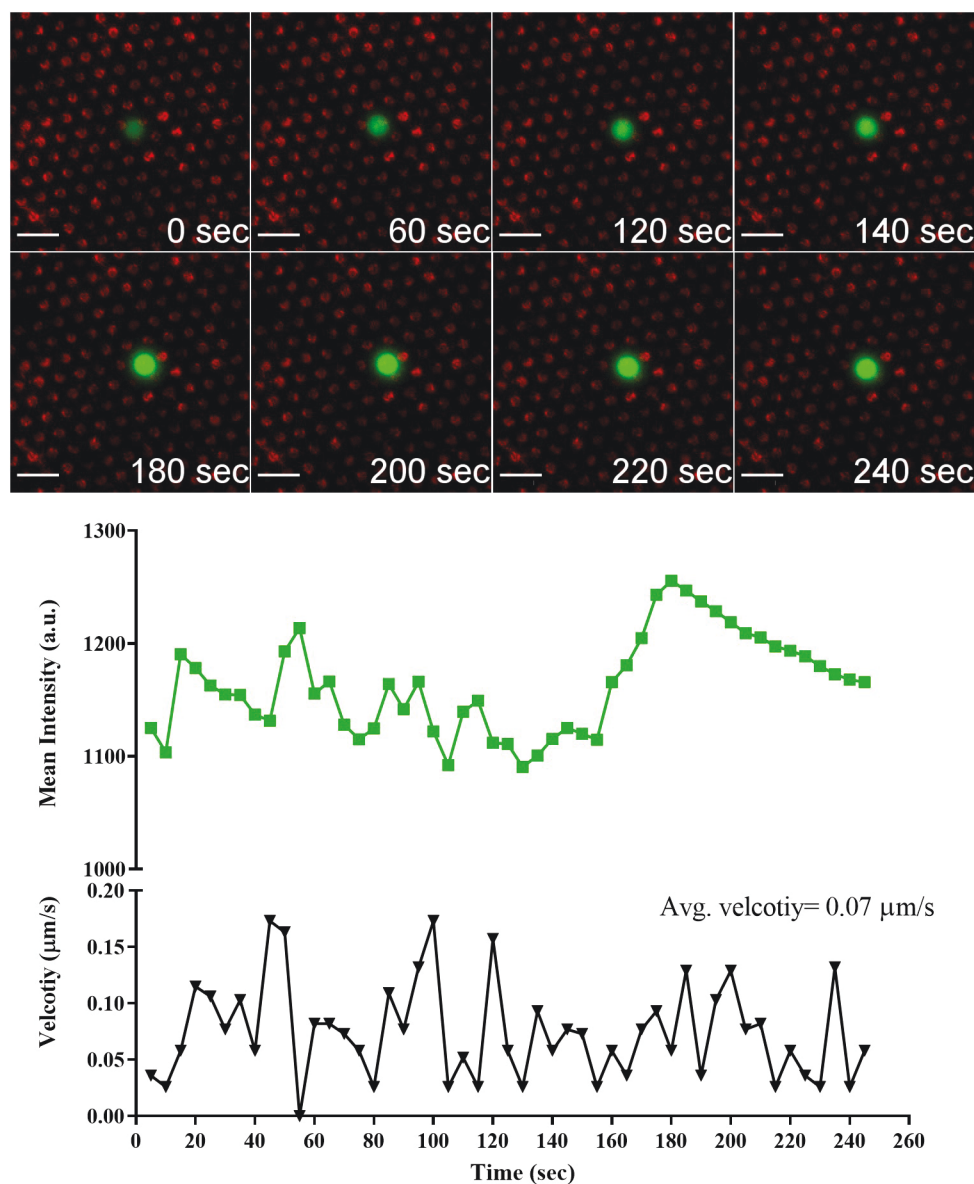 0 sec
60 sec
120 sec
140 sec
180 sec
200 sec
220 sec
240 sec
1300
1200
1100
1000
Mean Intensity (a.u.)
0.20
0.15
0.10
0.05
0.00
Velcotiy (μm/s)
Avg. velcotiy= 0.07 μm/s
0 20 40 60 80 100 120 140 160 180 200 220 240 260
Time (sec)